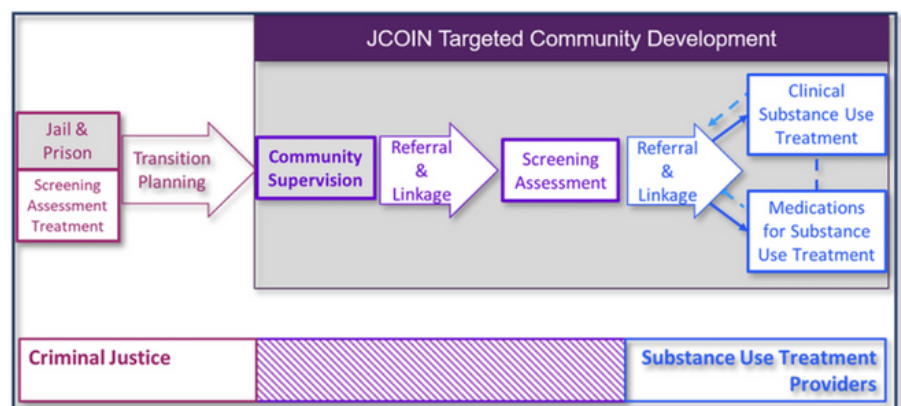 JCOIN Targeted Community Development
Jail &
Prison
Screening
Assessment
Treatment
Transition
Planning
Community
Supervision
Referral
&
Linkage
Screening
Assessment
Referral
&
Linkage
Clinical
Substance Use
Treatment
Medications
for Substance
Use Treatment
Criminal Justice
Substance Use Treatment
Providers